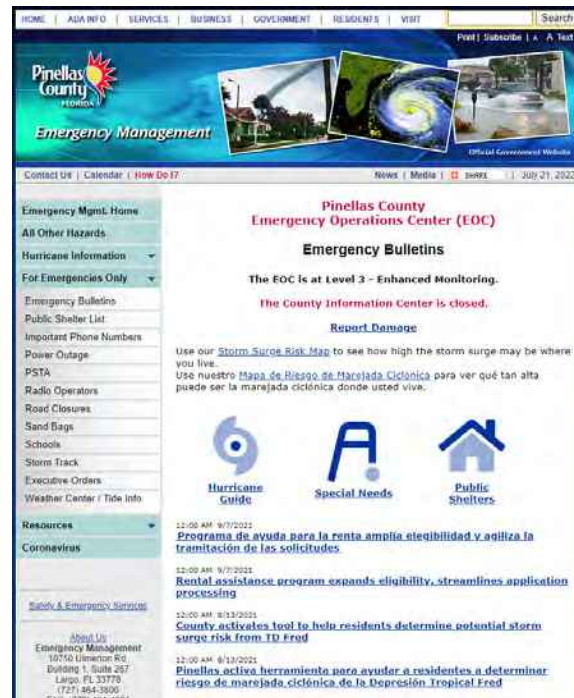 HOME | ADA INFO | SERVICES | BUSINESS | GOVERNMENT | RESIDENTS | VISIT
Search
Print | Subscribe | A A Text
Pinellas
County
FLORIDA
Emergency Management
Official Government Website
Contact Us | Calendar | How Do I?
News | Media | SHARE | July 21, 2022
Emergency Mgmt. Home
All Other Hazards
Hurricane Information
For Emergencies Only
Emergency Bulletins
Public Shelter List
Important Phone Numbers
Power Outage
PSTA
Radio Operators
Road Closures
Sand Bags
Schools
Storm Track
Executive Orders
Weather Center / Tide Info
Resources
Coronavirus
Safety & Emergency Services
About Us
Emergency Management
10750 Ulmerton Rd
Building 1, Suite 267
Largo, FL 33778
(727) 464-3800
Pinellas County
Emergency Operations Center (EOC)
Emergency Bulletins
The EOC is at Level 3 - Enhanced Monitoring.
The County Information Center is closed.
Report Damage
Use our Storm Surge Risk Map to see how high the storm surge may be where
you live.
Use nuestro Mapa de Riesgo de Marejada Ciclónica para ver qué tan alta
puede ser la marejada ciclónica donde usted vive.
Hurricane
Guide
Special Needs
Public
Shelters
12:00 AM 9/7/2021
Programa de ayuda para la renta amplía elegibilidad y agiliza la
tramitación de las solicitudes
12:00 AM 9/7/2021
Rental assistance program expands eligibility, streamlines application
processing
12:00 AM 8/13/2021
County activates tool to help residents determine potential storm
surge risk from TD Fred
12:00 AM 8/13/2021
Pinellas activa herramienta para ayudar a residentes a determinar
riesgo de marejada ciclónica de la Depresión Tropical Fred